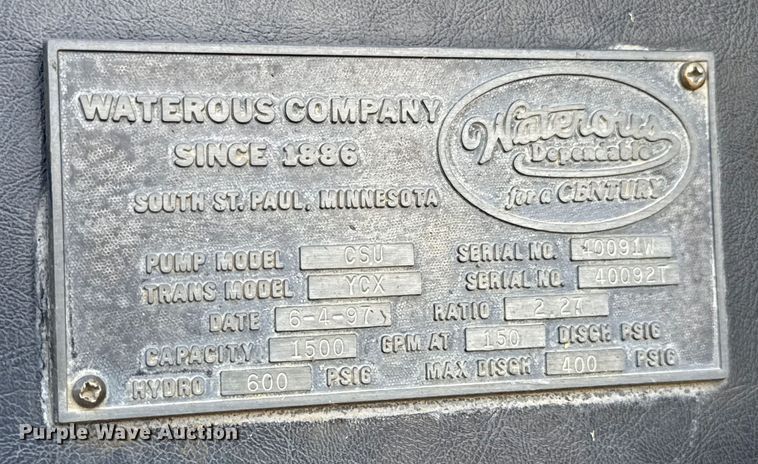 WATEROUS COMPANY
SINCE 1886
SOUTH ST. PAUL, MINNESOTA
Waterous
Dependable
for a CENTURY
PUMP MODEL CSU SERIAL NO. 40091W
TRANS MODEL YCX SERIAL NO. 40092T
DATE 6-4-97 RATIO
CAPACITY 1500 GPM AT 150 DISCH PSIG
HYDRO 600 PSIG MAX DISCH 400 PSIG
Purple Wave Auction